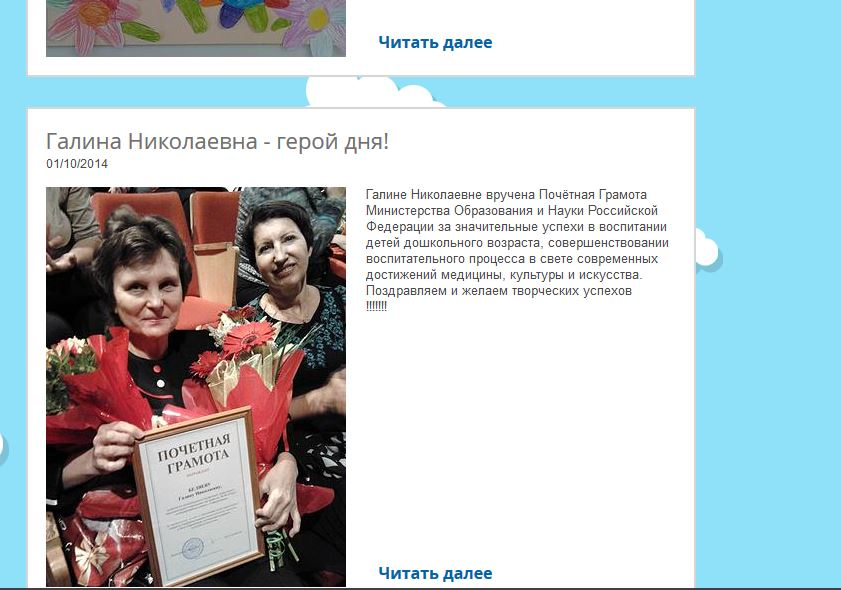 Читать далее
Галина Николаевна - герой дня!
01/10/2014
Галине Николаевне вручена Почётная Грамота
Министерства Образования и Науки Российской
Федерации за значительные успехи в воспитании
детей дошкольного возраста, совершенствовании
воспитательного процесса в свете современных
достижений медицины, культуры и искусства.
Поздравляем и желаем творческих успехов
!!!!!!!
ПОЧЕТНАЯ
ГРАМОТА
Галину Николаевну,
Читать далее